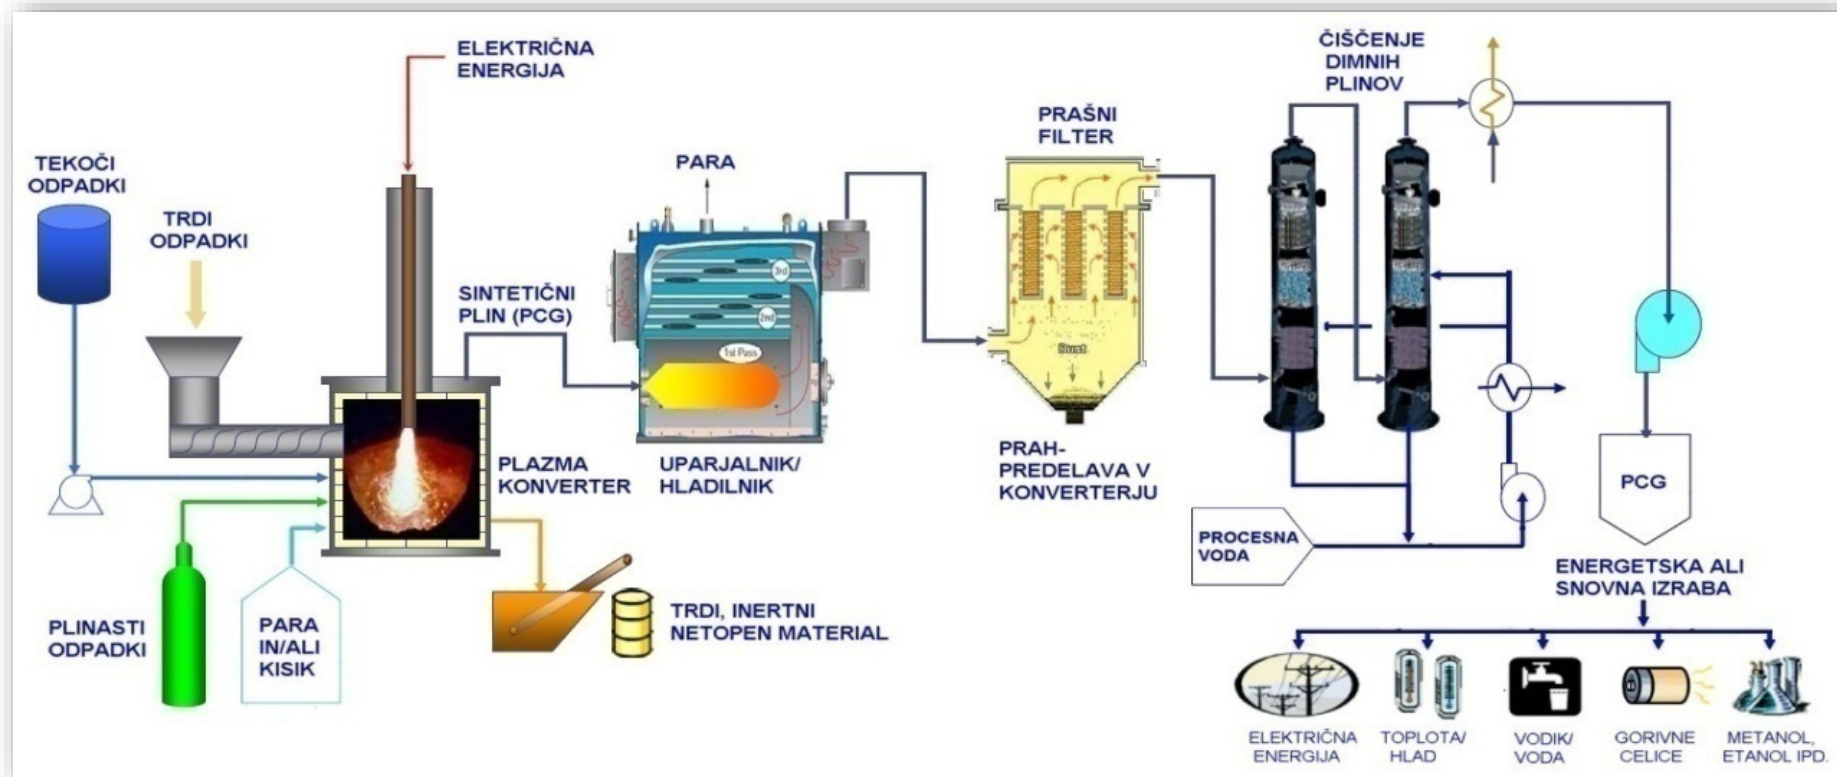 ELEKTRIČNA
ENERGIJA
TEKOČI
ODPADKI
TRDI
ODPADKI
PARA
SINTETIČNI
PLIN (PCG)
3rd
2nd
1st Pass
PLAZMA
KONVERTER
UPARJALNIK/
HLADILNIK
PLINASTI
ODPADKI
PARA
IN/ALI
KISIK
TRDI, INERTNI
NETOPEN MATERIAL
PRAŠNI
FILTER
Dust
PRAH-
PREDELAVA V
KONVERTERJU
ČIŠČENJE
DIMNIH
PLINOV
PROCESNA
VODA
PCG
ENERGETSKA ALI
SNOVNA IZRABA
ELEKTRIČNA
ENERGIJA
TOPLOTA/
HLAD
VODIK/
VODA
GORIVNE
CELICE
METANOL,
ETANOL IPD.